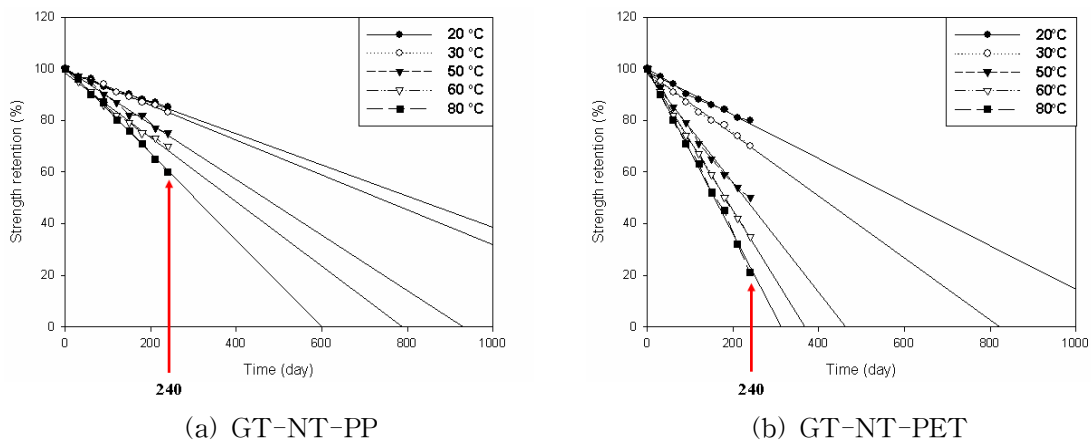 120
100
80
60
40
20
0
Strength retention (%)
20 °C
30 °C
50 °C
60 °C
80 °C
0 200 400 600 800 1000
Time (day)
240
(a) GT-NT-PP
120
100
80
60
40
20
0
Strength retention (%)
20°C
30°C
50°C
60°C
80°C
0 200 400 600 800 1000
Time (day)
240
(b) GT-NT-PET